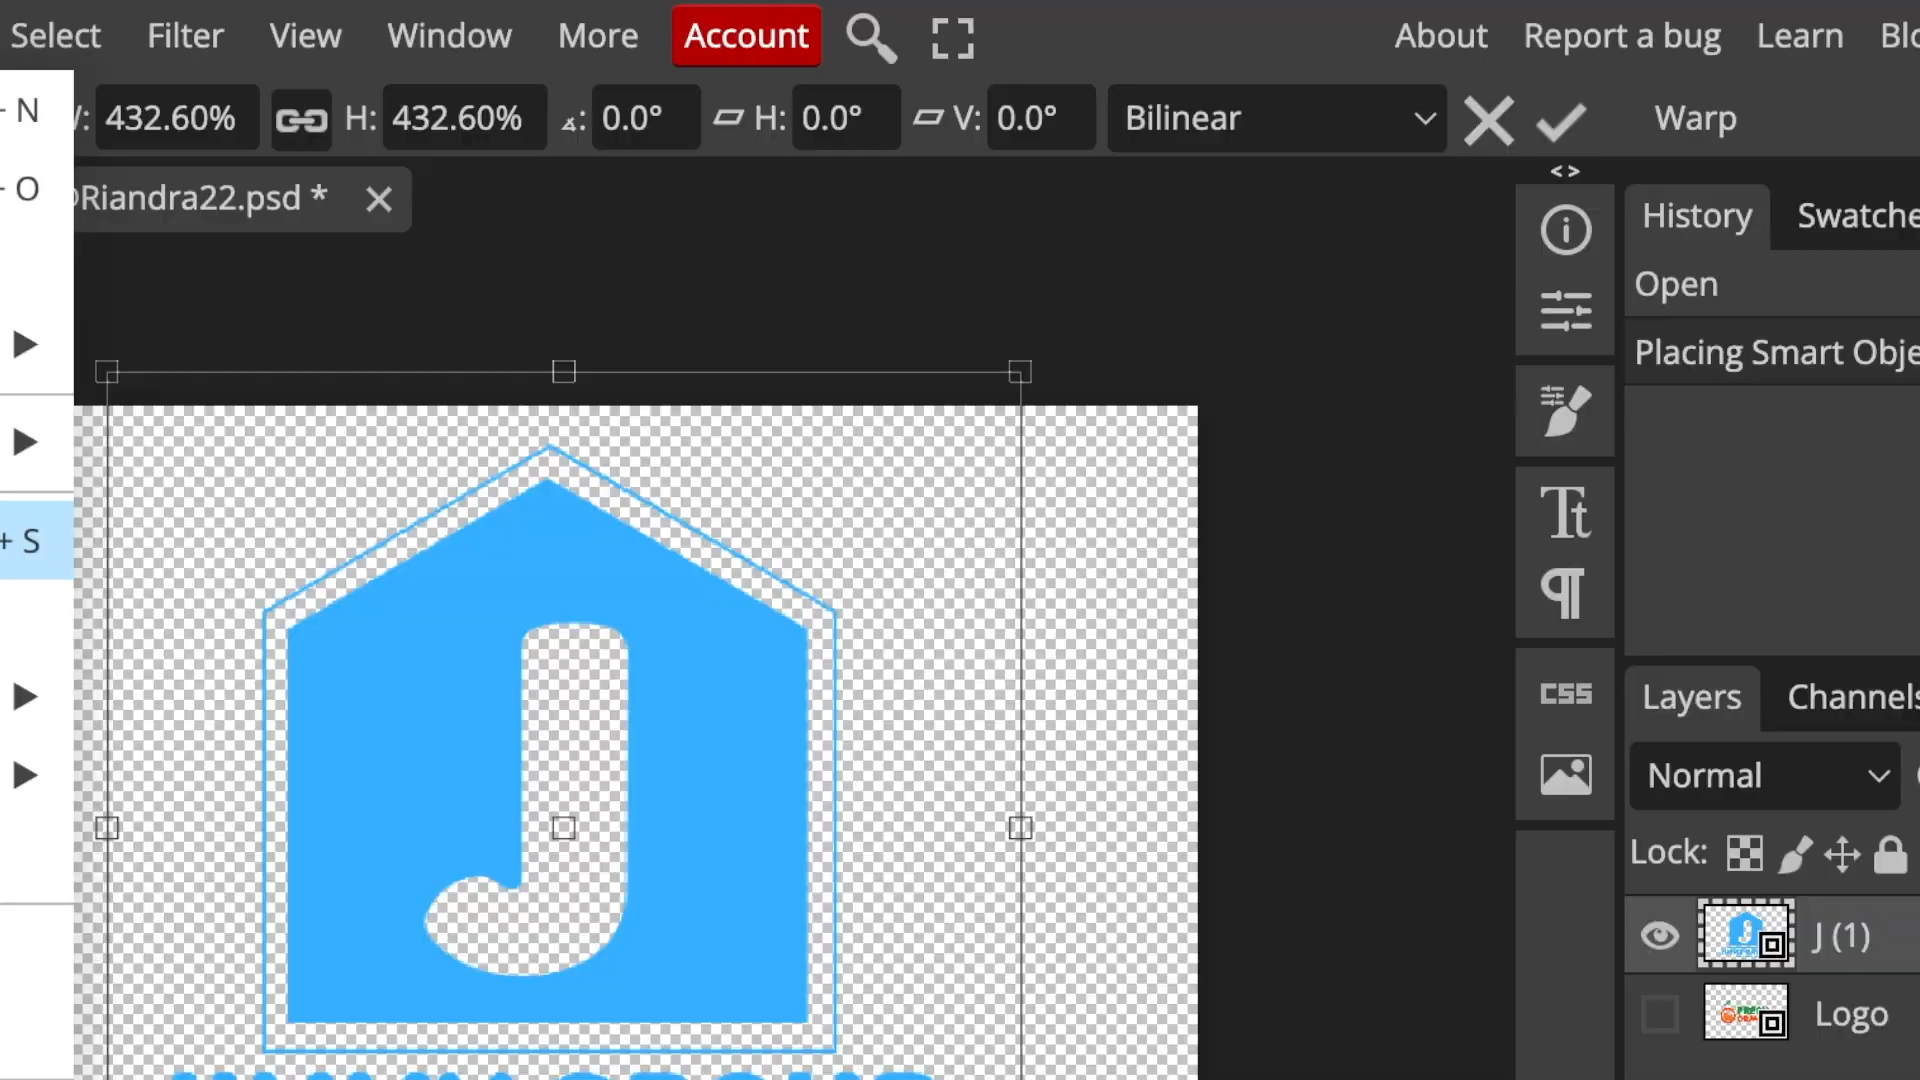 Select Filter View Window More Account About Report a bug Learn Blo
: 432.60% H: 432.60% : 0.0° H: 0.0° V: 0.0° Bilinear Warp
N
O
+ S
Riandra22.psd *
History Swatche
Open
Placing Smart Obje
Tt
¶
CSS
J
Layers Channels
Normal
Lock:
J (1)
Logo